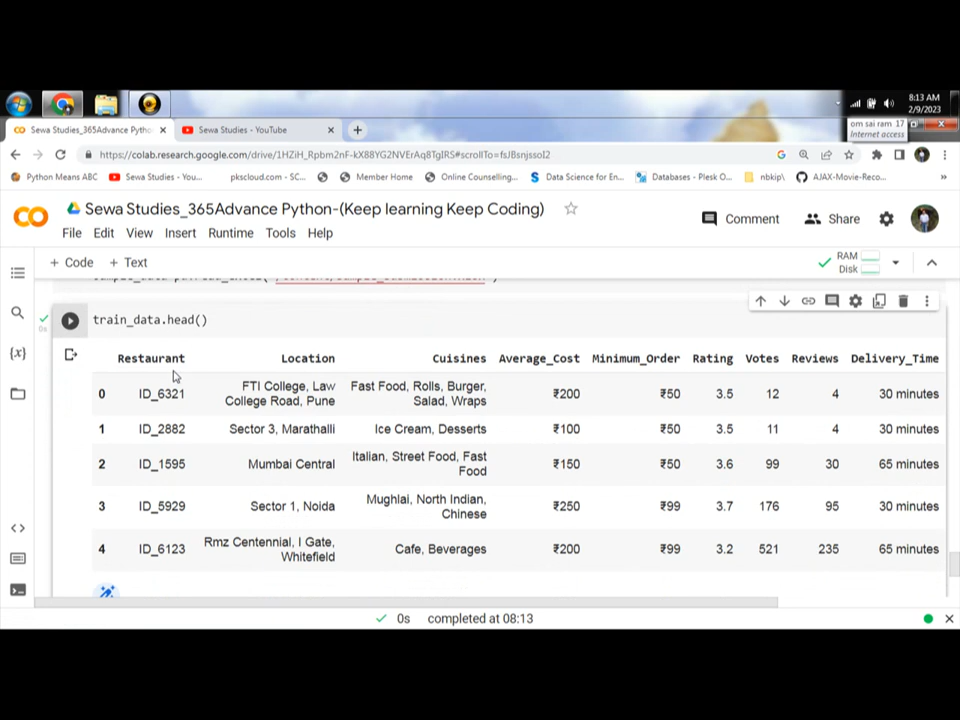 8:13 AM
2/9/2023
om sai ram 17
Internet access
Sewa Studies_365Advance Pytho
Sewa Studies - YouTube
https://colab.research.google.com/drive/1HZiH_Rpbm2nF-kX88YG2NVErAq8TgIRS#scrollTo=fsJBsnjssoI2
Python Means ABC
Sewa Studies - You...
pkscloud.com - SC...
Member Home
Online Counselling...
Data Science for En...
Databases - Plesk O...
nbkip\
AJAX-Movie-Reco...
Sewa Studies_365Advance Python-(Keep learning Keep Coding)
Comment
Share
File Edit View Insert Runtime Tools Help
+ Code + Text
RAM
Disk
train_data.head()
0s
Restaurant Location Cuisines Average_Cost Minimum_Order Rating Votes Reviews Delivery_Time
0 ID_6321 FTI College, Law College Road, Pune Fast Food, Rolls, Burger, Salad, Wraps ₹200 ₹50 3.5 12 4 30 minutes
1 ID_2882 Sector 3, Marathalli Ice Cream, Desserts ₹100 ₹50 3.5 11 4 30 minutes
2 ID_1595 Mumbai Central Italian, Street Food, Fast Food ₹150 ₹50 3.6 99 30 65 minutes
3 ID_5929 Sector 1, Noida Mughlai, North Indian, Chinese ₹250 ₹99 3.7 176 95 30 minutes
4 ID_6123 Rmz Centennial, I Gate, Whitefield Cafe, Beverages ₹200 ₹99 3.2 521 235 65 minutes
0s completed at 08:13